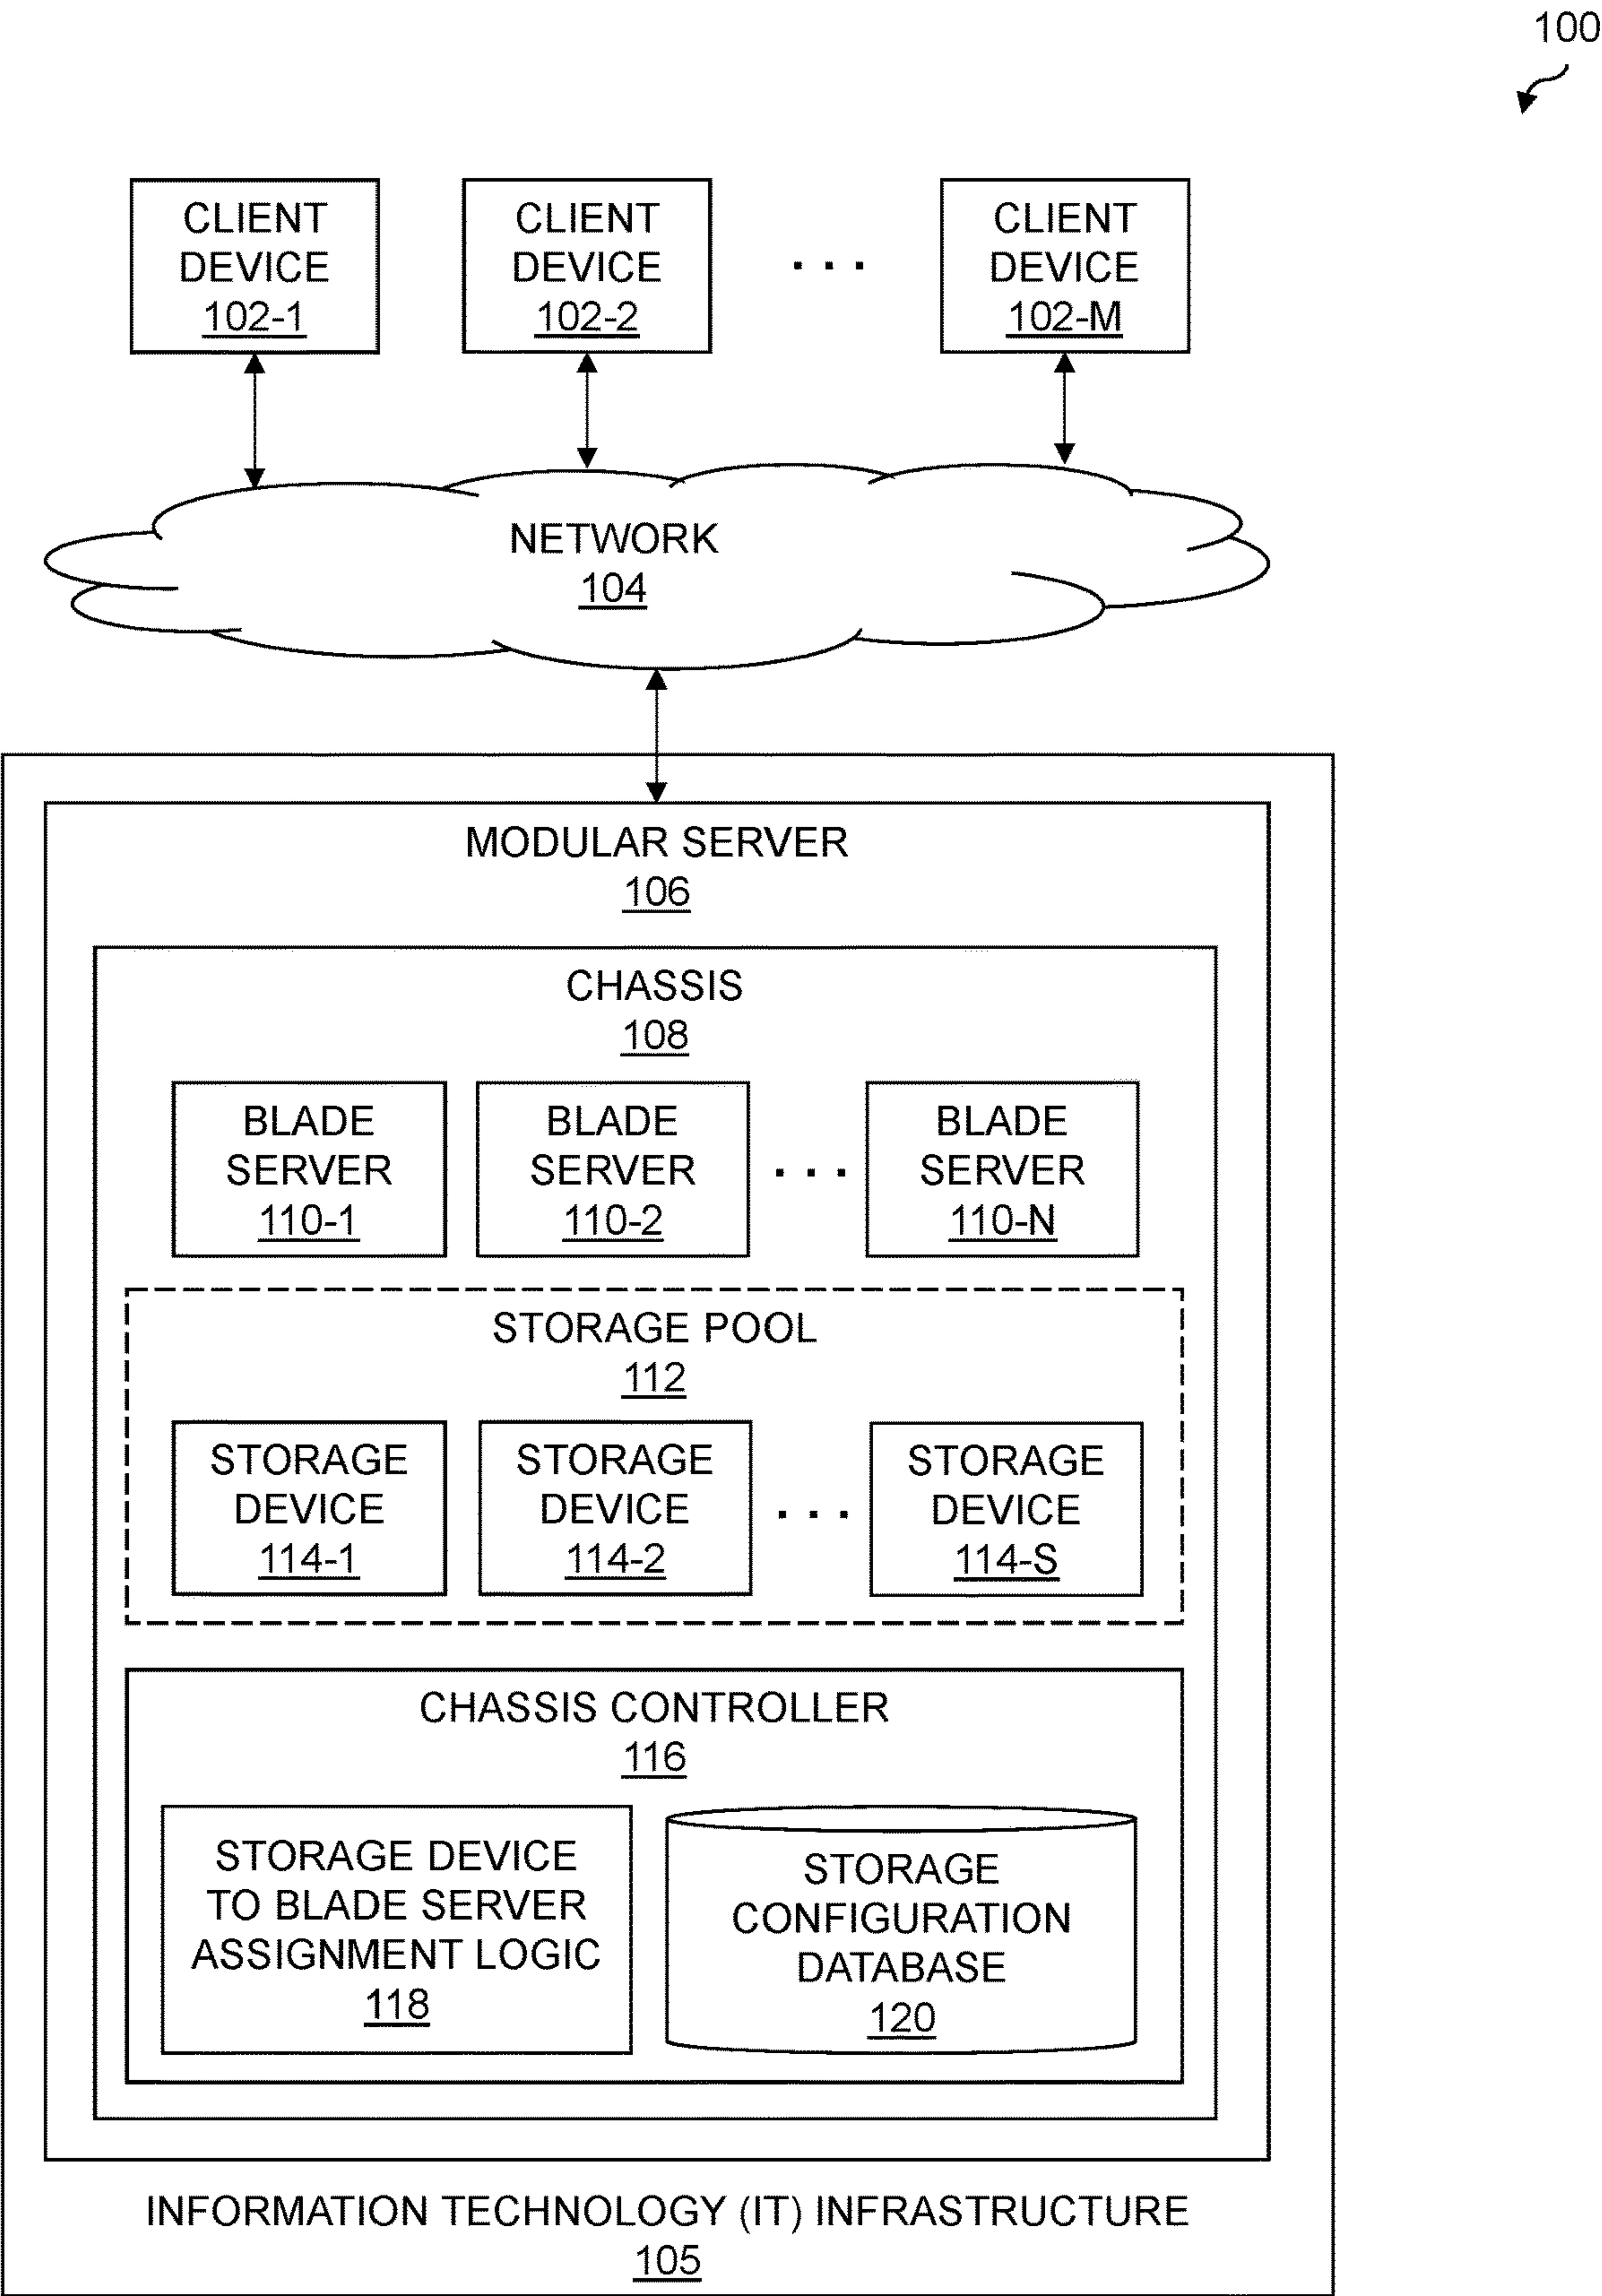 100
CLIENT
DEVICE
102-1
CLIENT
DEVICE
102-2
. . .
CLIENT
DEVICE
102-M
NETWORK
104
MODULAR SERVER
106
CHASSIS
108
BLADE
SERVER
110-1
BLADE
SERVER
110-2
. . .
BLADE
SERVER
110-N
STORAGE POOL
112
STORAGE
DEVICE
114-1
STORAGE
DEVICE
114-2
. . .
STORAGE
DEVICE
114-S
CHASSIS CONTROLLER
116
STORAGE DEVICE
TO BLADE SERVER
ASSIGNMENT LOGIC
118
STORAGE
CONFIGURATION
DATABASE
120
INFORMATION TECHNOLOGY (IT) INFRASTRUCTURE
105